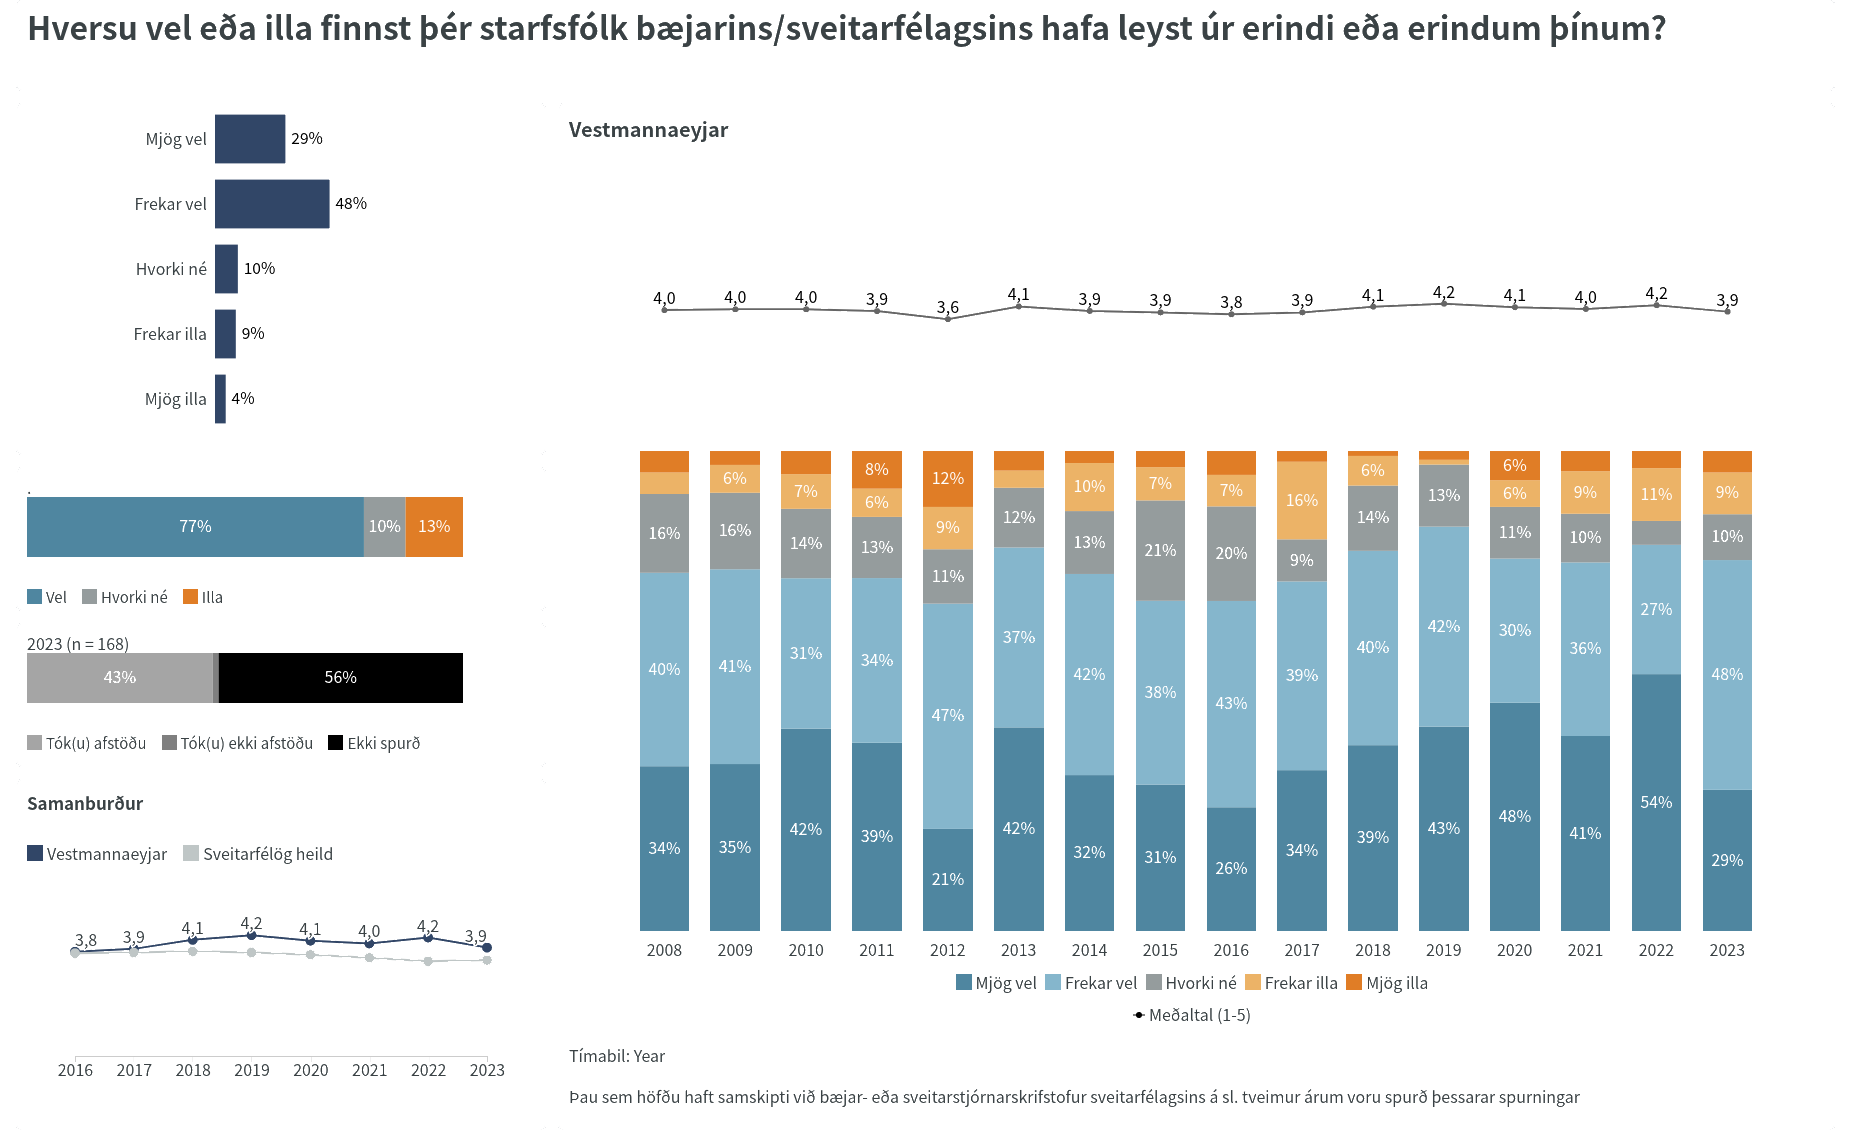 Hversu vel eða illa finnst þér starfsfólk bæjarins/sveitarfélagsins hafa leyst úr erindi eða erindum þínum?
Mjög vel 29%
Frekar vel 48%
Hvorki né 10%
Frekar illa 9%
Mjög illa 4%
.
77% 10% 13%
Vel Hvorki né Illa
2023 (n = 168)
43% 56%
Tók(u) afstöðu Tók(u) ekki afstöðu Ekki spurð
Samanburður
Vestmannaeyjar Sveitarfélög heild
3,8 3,9 4,1 4,2 4,1 4,0 4,2 3,9
2016 2017 2018 2019 2020 2021 2022 2023
Vestmannaeyjar
4,0 4,0 4,0 3,9 3,6 4,1 3,9 3,9 3,8 3,9 4,1 4,2 4,1 4,0 4,2 3,9
8% 12% 6%
6% 7% 6% 9% 10% 7% 7% 16% 6% 6% 9% 11% 9%
16% 16% 14% 13% 11% 12% 13% 21% 20% 9% 14% 13% 11% 10% 10%
40% 41% 31% 34% 47% 37% 42% 38% 43% 39% 40% 42% 30% 36% 27% 48%
34% 35% 42% 39% 21% 42% 32% 31% 26% 34% 39% 43% 48% 41% 54% 29%
2008 2009 2010 2011 2012 2013 2014 2015 2016 2017 2018 2019 2020 2021 2022 2023
Mjög vel Frekar vel Hvorki né Frekar illa Mjög illa
Meðaltal (1-5)
Tímabil: Year
Þau sem höfðu haft samskipti við bæjar- eða sveitarstjórnarskrifstofur sveitarfélagsins á sl. tveimur árum voru spurð þessarar spurningar